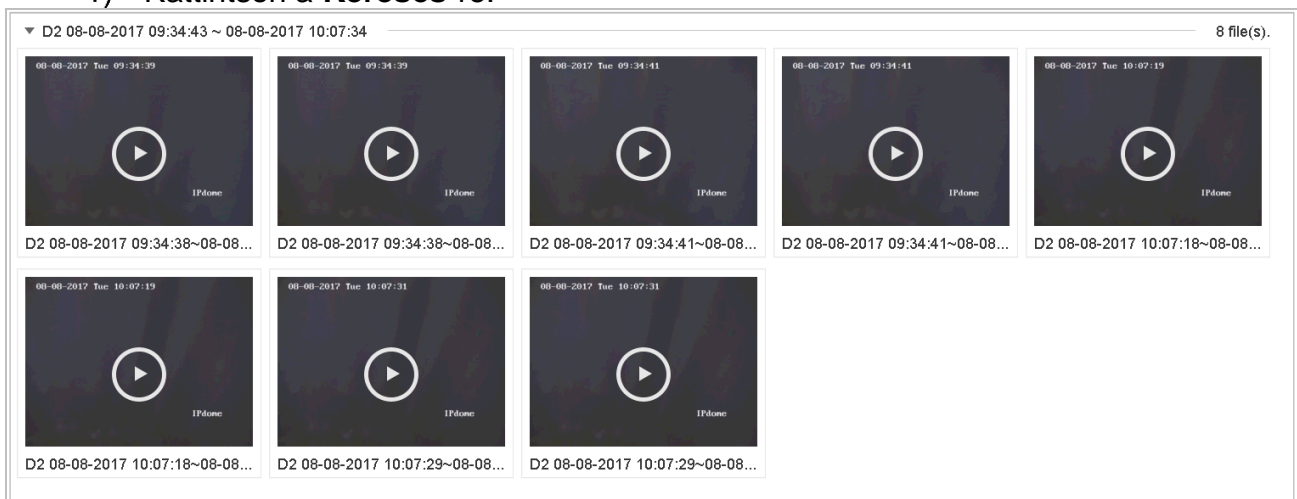 Kattintson a Keresés
D2 08-08-2017 09:34:43 ~ 08-08-2017 10:07:34 8 file(s).
08-08-2017 Tue 09:34:39 08-08-2017 Tue 09:34:39 08-08-2017 Tue 09:34:41 08-08-2017 Tue 09:34:41 08-08-2017 Tue 10:07:19
IPdome IPdome IPdome IPdome IPdome
D2 08-08-2017 09:34:38~08-08... D2 08-08-2017 09:34:38~08-08... D2 08-08-2017 09:34:41~08-08... D2 08-08-2017 09:34:41~08-08... D2 08-08-2017 10:07:18~08-08...
08-08-2017 Tue 10:07:19 08-08-2017 Tue 10:07:31 08-08-2017 Tue 10:07:31
IPdome IPdome IPdome
D2 08-08-2017 10:07:18~08-08... D2 08-08-2017 10:07:29~08-08... D2 08-08-2017 10:07:29~08-08...